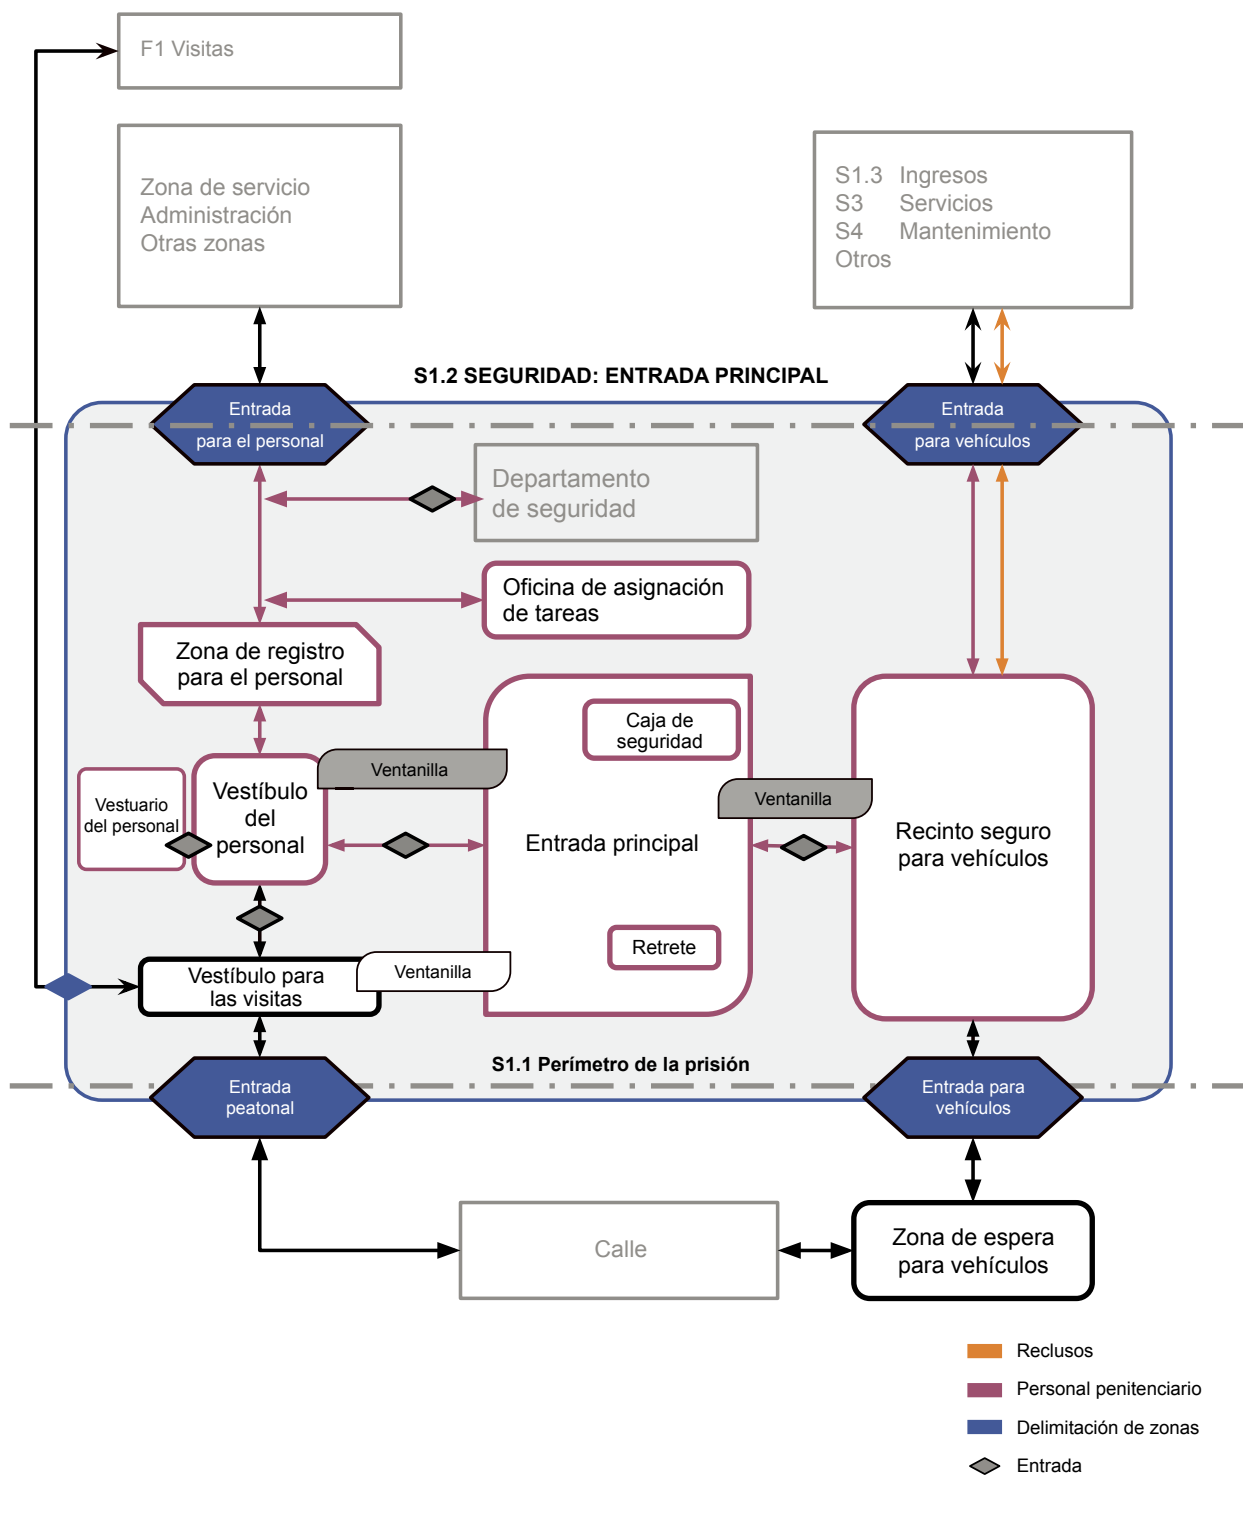 F1 Visitas
Zona de servicio
Administración
Otras zonas
S1.3 Ingresos
S3 Servicios
S4 Mantenimiento
Otros
S1.2 SEGURIDAD: ENTRADA PRINCIPAL
Entrada
para el personal
Entrada
para vehículos
Departamento
de seguridad
Oficina de asignación
de tareas
Zona de registro
para el personal
Caja de
seguridad
Ventanilla
Ventanilla
Vestuario
del personal
Vestíbulo
del
personal
Entrada principal
Recinto seguro
para vehículos
Retrete
Vestíbulo para
las visitas
Ventanilla
S1.1 Perímetro de la prisión
Entrada
peatonal
Entrada para
vehículos
Calle
Zona de espera
para vehículos
Reclusos
Personal penitenciario
Delimitación de zonas
Entrada